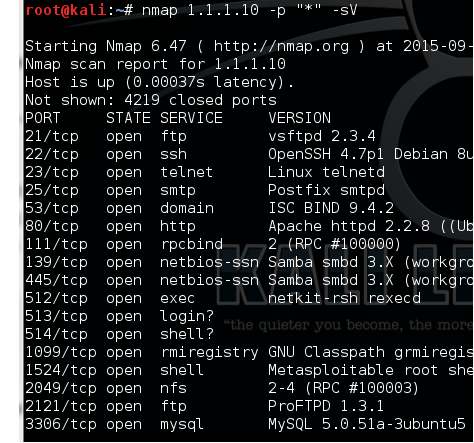 root@kali:~# nmap 1.1.1.10 -p "*" -sV
Starting Nmap 6.47 ( http://nmap.org ) at 2015-09-
Nmap scan report for 1.1.1.10
Host is up (0.00037s latency).
Not shown: 4219 closed ports
PORT STATE SERVICE VERSION
21/tcp open ftp vsftpd 2.3.4
22/tcp open ssh OpenSSH 4.7p1 Debian 8u
23/tcp open telnet Linux telnetd
25/tcp open smtp Postfix smtpd
53/tcp open domain ISC BIND 9.4.2
80/tcp open http Apache httpd 2.2.8 ((Ub
111/tcp open rpcbind 2 (RPC #100000)
139/tcp open netbios-ssn Samba smbd 3.X (workgro
445/tcp open netbios-ssn Samba smbd 3.X (workgro
512/tcp open exec netkit-rsh rexecd
513/tcp open login?
514/tcp open shell?
1099/tcp open rmiregistry GNU Classpath grmiregis
1524/tcp open shell Metasploitable root she
2049/tcp open nfs 2-4 (RPC #100003)
2121/tcp open ftp ProFTPD 1.3.1
3306/tcp open mysql MySQL 5.0.51a-3ubuntu5
KALI LI
"the quieter you become, the more